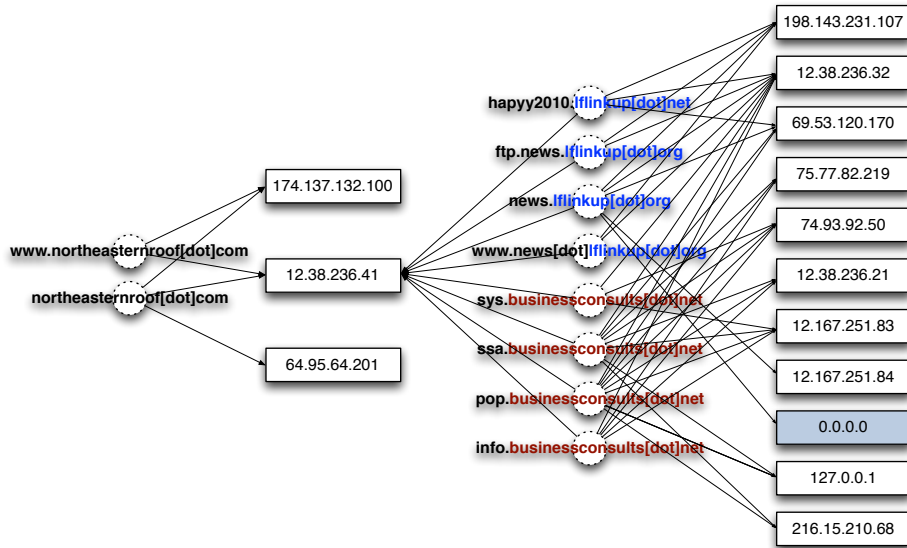 www.northeasternroof[dot]com
northeasternroof[dot]com
174.137.132.100
12.38.236.41
64.95.64.201
hapyy2010.lflinkup[dot]net
ftp.news.lflinkup[dot]org
news.lflinkup[dot]org
www.news[dot]lflinkup[dot]org
sys.businessconsults[dot]net
ssa.businessconsults[dot]net
pop.businessconsults[dot]net
info.businessconsults[dot]net
198.143.231.107
12.38.236.32
69.53.120.170
75.77.82.219
74.93.92.50
12.38.236.21
12.167.251.83
12.167.251.84
0.0.0.0
127.0.0.1
216.15.210.68